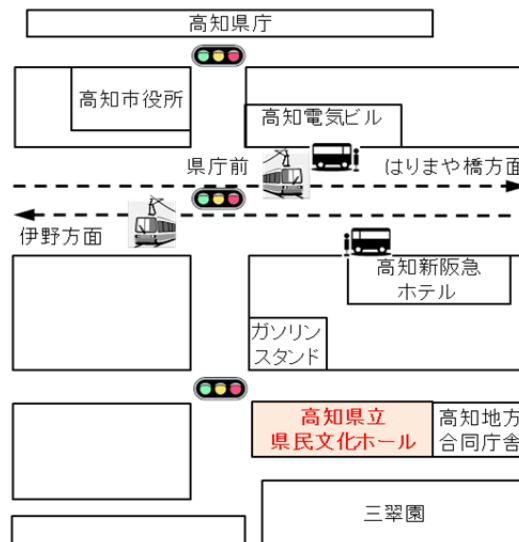 高知県庁
高知市役所
高知電気ビル
県庁前
はりまや橋方面
伊野方面
高知新阪急
ホテル
ガソリン
スタンド
高知県立
県民文化ホール
高知地方
合同庁舎
三翠園